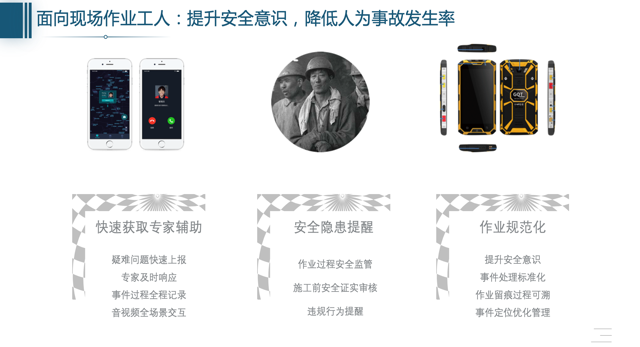 面向现场作业工人：提升安全意识，降低人为事故发生率
快速获取专家辅助
疑难问题快速上报
专家及时响应
事件过程全程记录
音视频全场景交互
安全隐患提醒
作业过程安全监管
施工前安全证实审核
违规行为提醒
作业规范化
提升安全意识
事件处理标准化
作业留痕过程可溯
事件定位优化管理